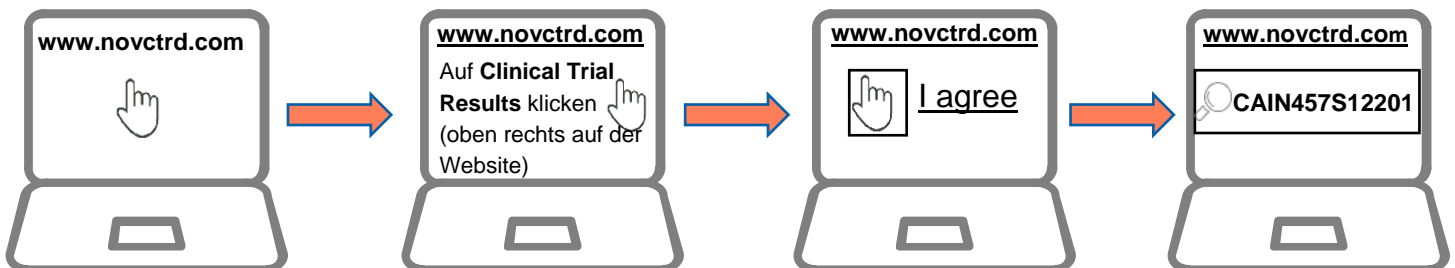 www.novctrd.com
www.novctrd.com
Auf Clinical Trial
Results klicken
(oben rechts auf der
Website)
www.novctrd.com
I agree
www.novctrd.com
CAIN457S12201